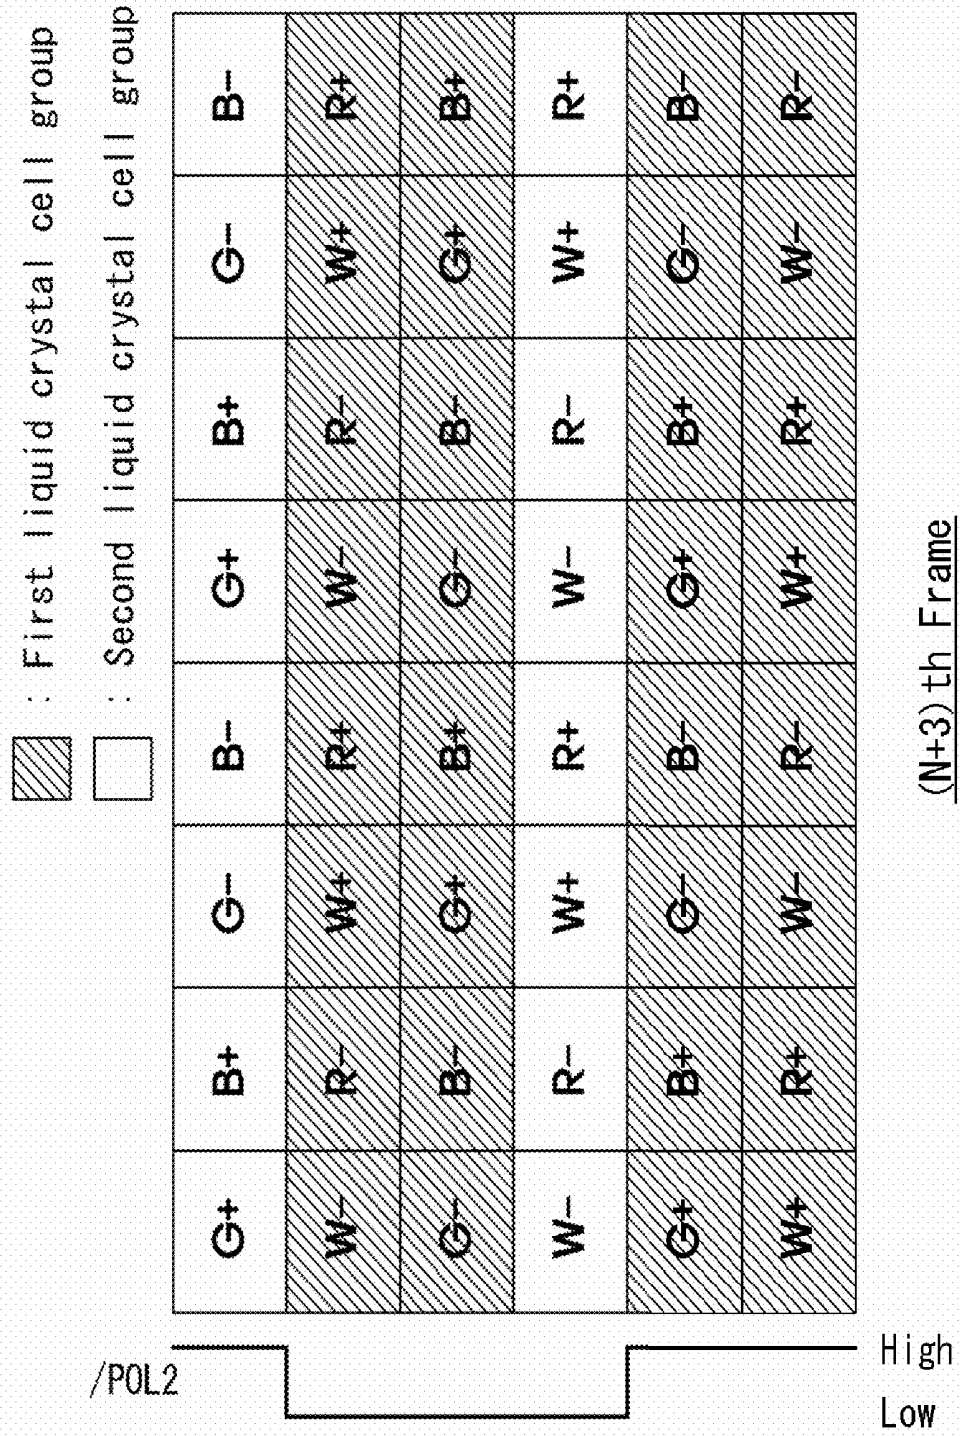 : First liquid crystal cell group
: Second liquid crystal cell group
/POL2
G+ B+ G- B- G+ B+ G- B-
W- R- W+ R+ W- R- W+ R+
G- B- G+ B+ G- B- G+ B+
W- R- W+ R+ W- R- W+ R+
G+ B+ G- B- G+ B+ G- B-
W+ R+ W- R- W+ R+ W- R-
High
Low
(N+3)th Frame